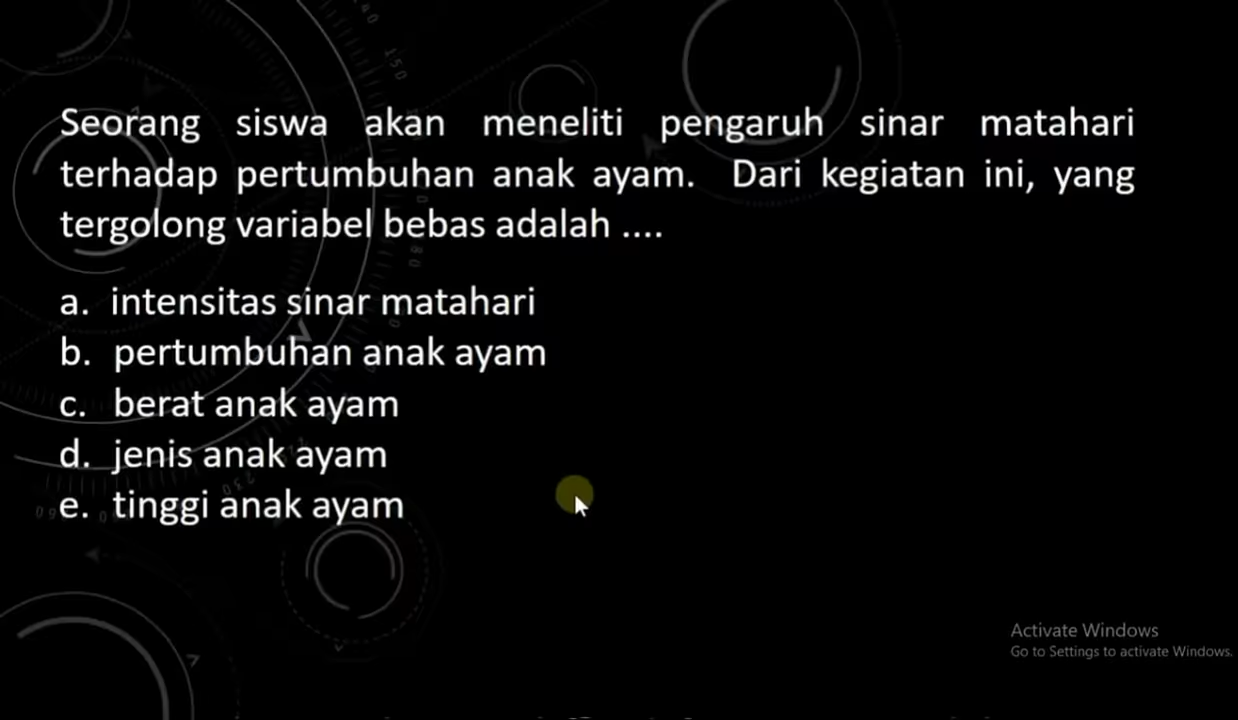 Seorang siswa akan meneliti pengaruh sinar matahari
terhadap pertumbuhan anak ayam. Dari kegiatan ini, yang
tergolong variabel bebas adalah ....
a. intensitas sinar matahari
b. pertumbuhan anak ayam
c. berat anak ayam
d. jenis anak ayam
e. tinggi anak ayam
Activate Windows
Go to Settings to activate Windows.